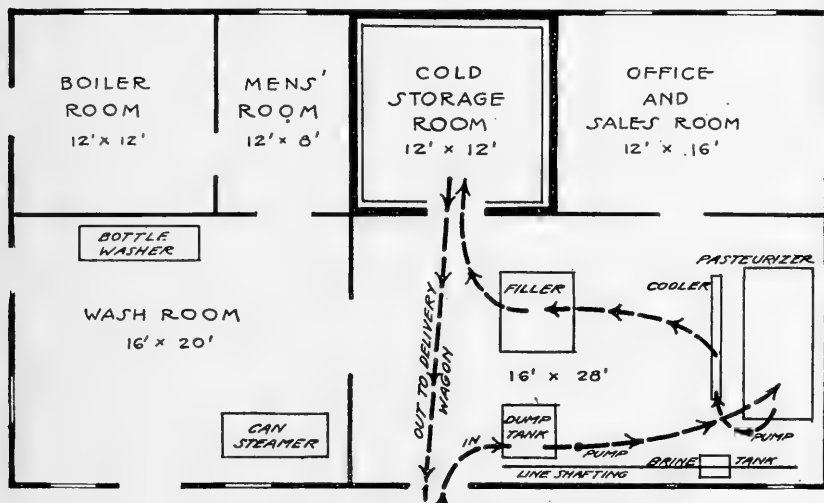 BOILER
ROOM
12' x 12'
MENS'
ROOM
12' x 8'
COLD
STORAGE
ROOM
12' x 12'
OFFICE
AND
SALES ROOM
12' x .16'
BOTTLE
WASHER
WASH ROOM
16' x 20'
CAN
STEAMER
OUT TO DELIVERY
WAGON
FILLER
COOLER
PASTEURIZER
16' x 28'
DUMP
TANK
IN
PUMP
PUMP
LINE SHAFTING
BRINE TANK